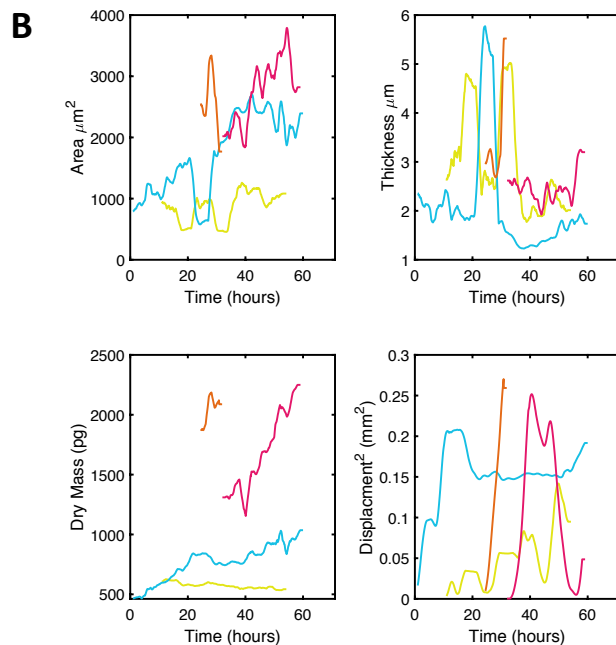 B
Area μm²
4000
3000
2000
1000
0
0 20 40 60
Time (hours)
Thickness μm
6
5
4
3
2
1
0 20 40 60
Time (hours)
Dry Mass (pg)
2500
2000
1500
1000
500
0 20 40 60
Time (hours)
Displacment² (mm²)
0.3
0.25
0.2
0.15
0.1
0.05
0
0 20 40 60
Time (hours)